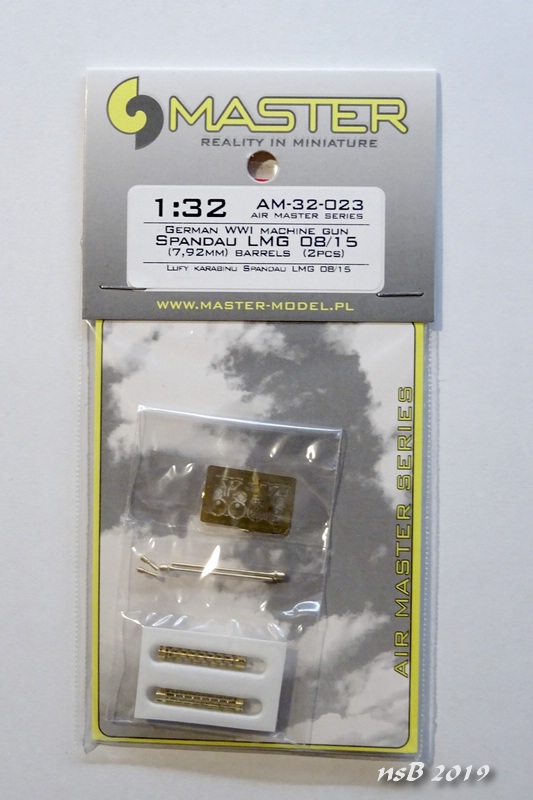 MASTER
REALITY IN MINIATURE
1:32 AM-32-023
AIR MASTER SERIES
GERMAN WWI MACHINE GUN
SPANDAU LMG 08/15
(7,92MM) BARRELS (2PCS)
LUFY KARABINU SPANDAU LMG 08/15
WWW.MASTER-MODEL.PL
AIR MASTER SERIES
nsB 2019